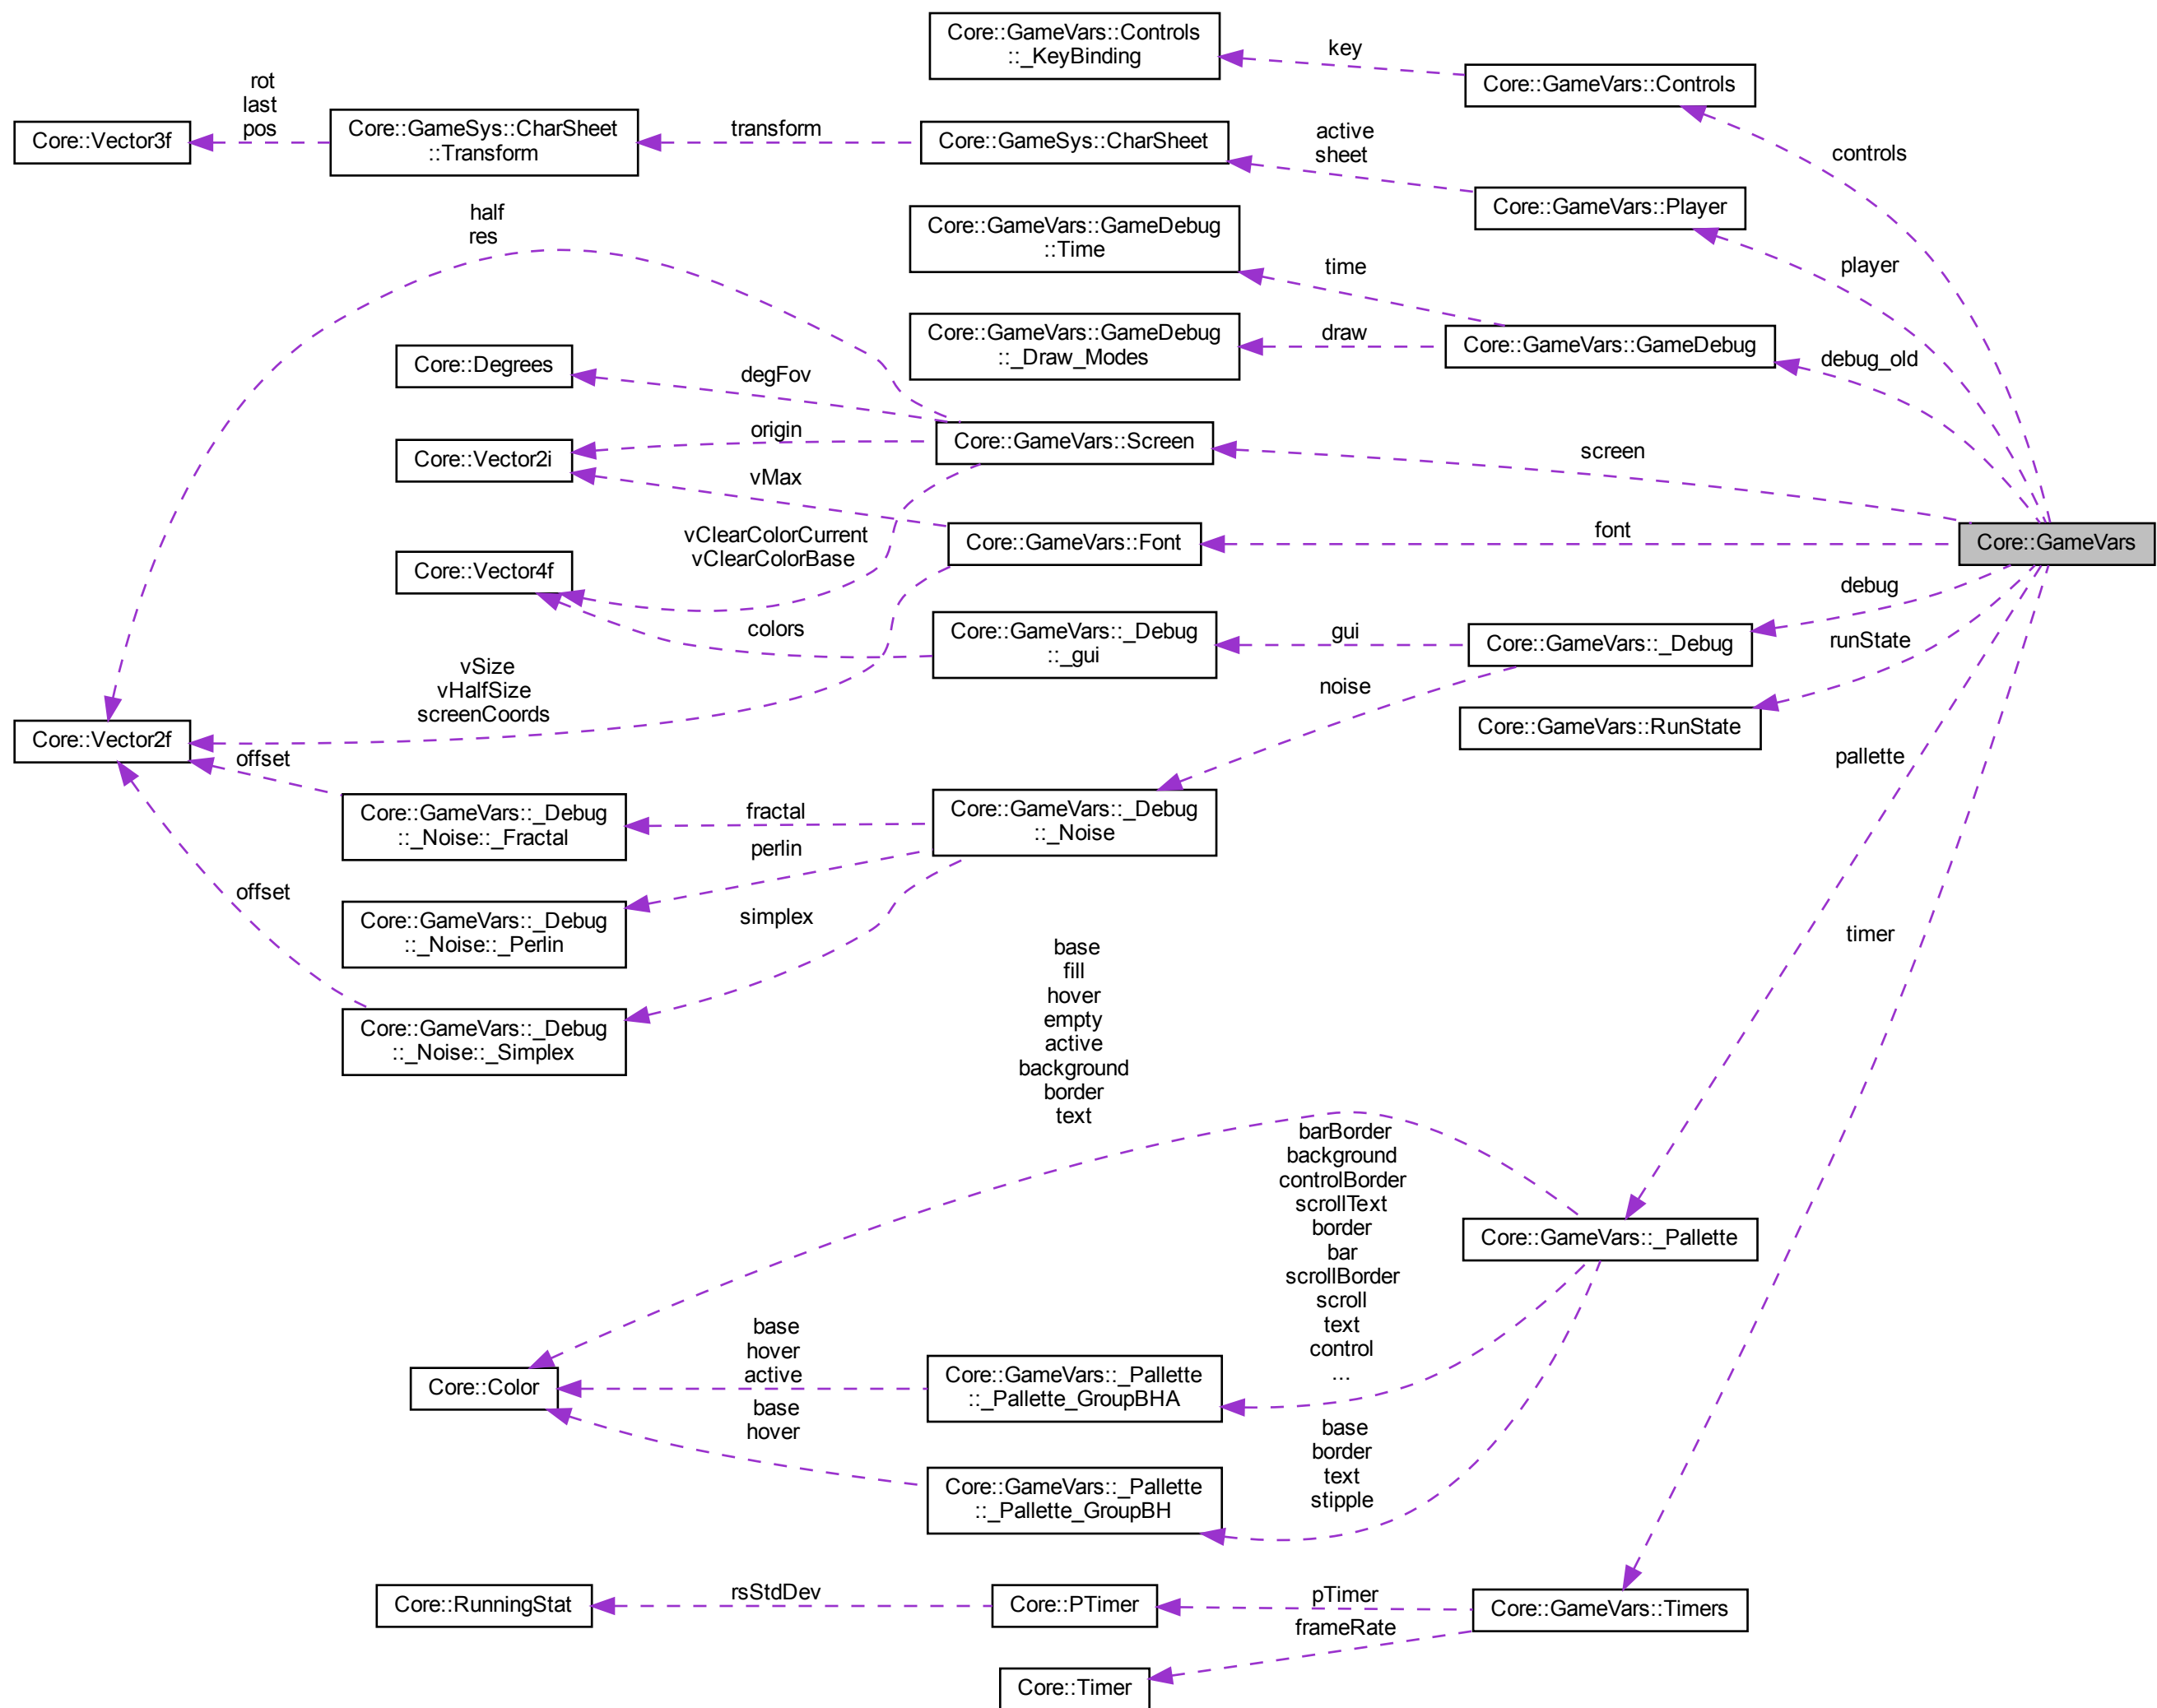 Core::GameVars::Controls
::_KeyBinding
key
Core::GameVars::Controls
rot
last
pos
Core::Vector3f
Core::GameSys::CharSheet
::Transform
transform
Core::GameSys::CharSheet
active
sheet
controls
Core::GameVars::Player
half
res
Core::GameVars::GameDebug
::Time
time
player
Core::GameVars::GameDebug
::_Draw_Modes
draw
Core::GameVars::GameDebug
debug_old
Core::Degrees
degFov
Core::Vector2i
origin
Core::GameVars::Screen
screen
vMax
vClearColorCurrent
vClearColorBase
Core::GameVars::Font
font
Core::GameVars
Core::Vector4f
colors
Core::GameVars::_Debug
::_gui
gui
Core::GameVars::_Debug
debug
runState
vSize
vHalfSize
screenCoords
noise
Core::GameVars::RunState
Core::Vector2f
offset
pallette
Core::GameVars::_Debug
::_Noise::_Fractal
fractal
Core::GameVars::_Debug
::_Noise
perlin
Core::GameVars::_Debug
::_Noise::_Perlin
offset
simplex
timer
Core::GameVars::_Debug
::_Noise::_Simplex
base
fill
hover
empty
active
background
border
text
barBorder
background
controlBorder
scrollText
border
bar
scrollBorder
scroll
text
control
...
Core::GameVars::_Pallette
Core::Color
base
hover
active
Core::GameVars::_Pallette
::_Pallette_GroupBHA
base
hover
Core::GameVars::_Pallette
::_Pallette_GroupBH
base
border
text
stipple
Core::RunningStat
rsStdDev
Core::PTimer
pTimer
Core::GameVars::Timers
frameRate
Core::Timer